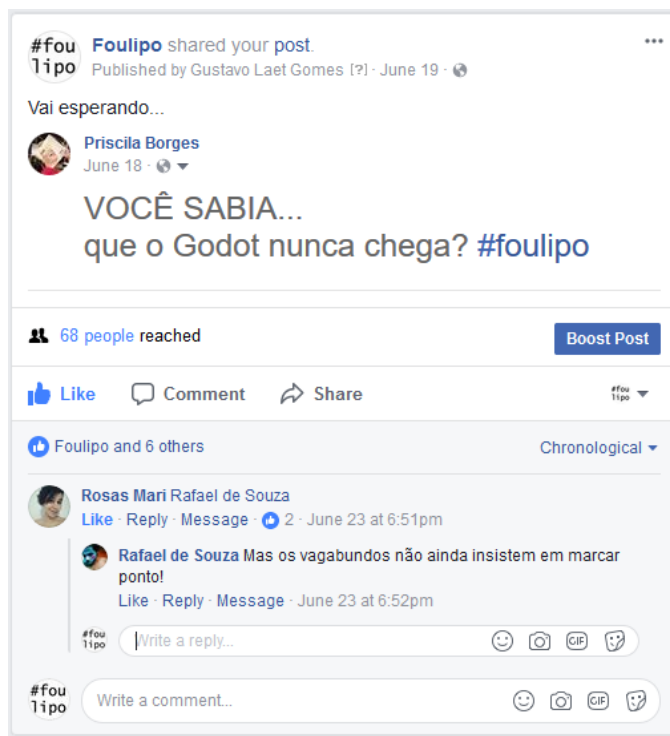 #fou
lipo
Foulipo shared your post.
Published by Gustavo Laet Gomes [?] · June 19 ·
Vai esperando...
Priscila Borges
June 18 ·
VOCÊ SABIA...
que o Godot nunca chega? #foulipo
68 people reached
Boost Post
Like Comment Share
#fou
lipo
Foulipo and 6 others
Chronological
Rosas Mari Rafael de Souza
Like · Reply · Message · 2 · June 23 at 6:51pm
Rafael de Souza Mas os vagabundos não ainda insistem em marcar
ponto!
Like · Reply · Message · June 23 at 6:52pm
#fou
lipo
Write a reply...
GIF
#fou
lipo
Write a comment...
GIF